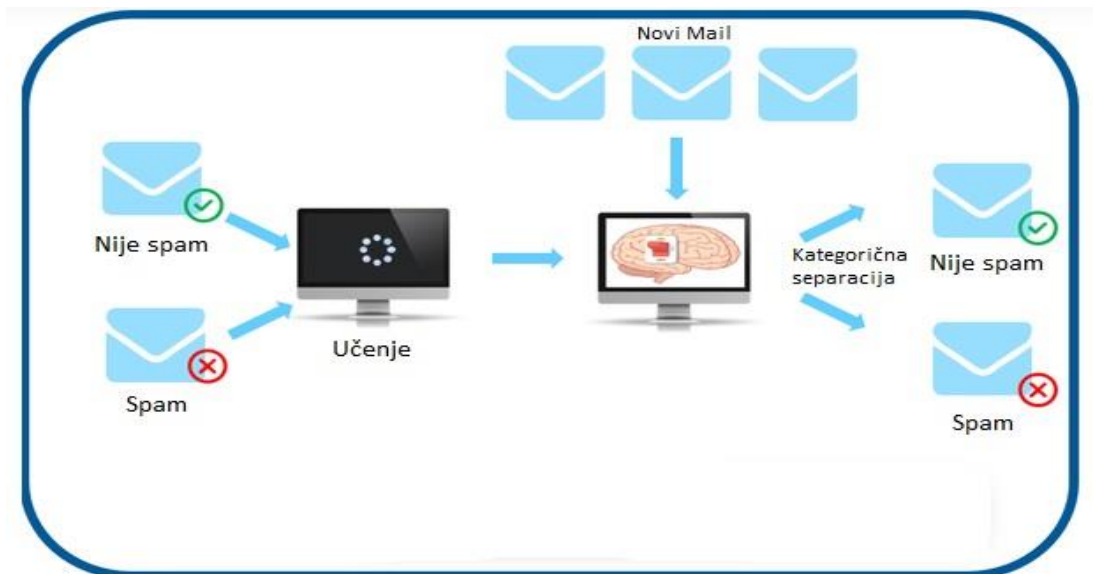 Novi Mail
Nije spam
Spam
Učenje
Kategorična
separacija
Nije spam
Spam